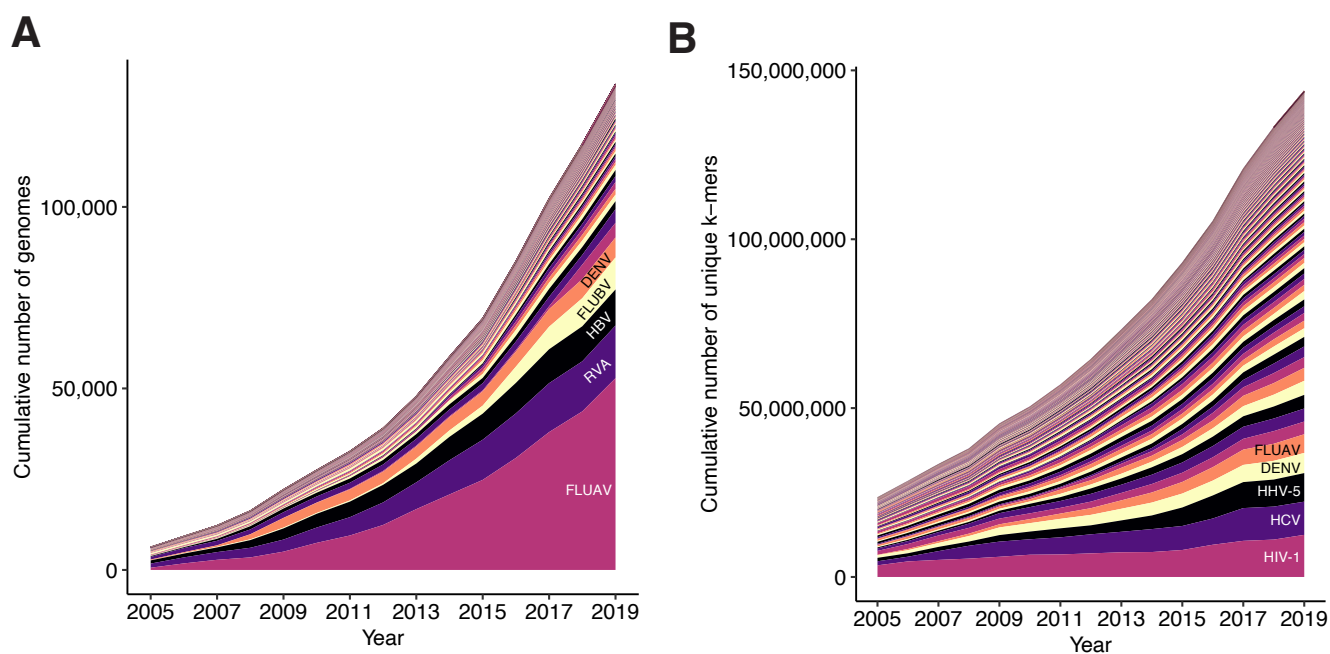 A
Cumulative number of genomes
100,000
50,000
0
DENV
FLUBV
HBV
RVA
FLUAV
2005 2007 2009 2011 2013 2015 2017 2019
Year
B
Cumulative number of unique k−mers
150,000,000
100,000,000
50,000,000
0
FLUAV
DENV
HHV-5
HCV
HIV-1
2005 2007 2009 2011 2013 2015 2017 2019
Year